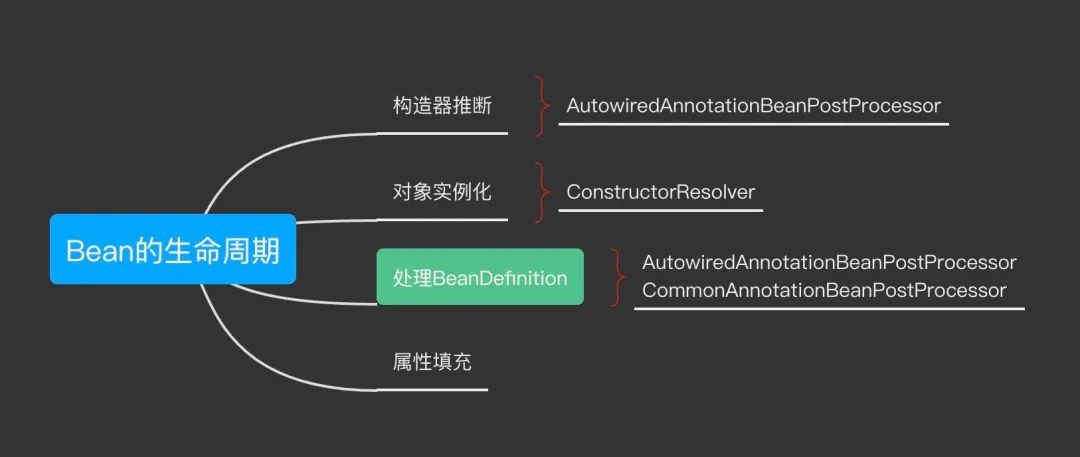 构造器推断
AutowiredAnnotationBeanPostProcessor
对象实例化
ConstructorResolver
Bean的生命周期
处理BeanDefinition
AutowiredAnnotationBeanPostProcessor
CommonAnnotationBeanPostProcessor
属性填充